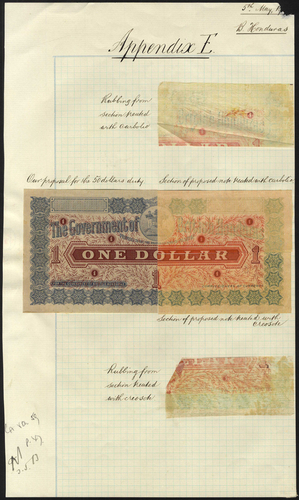 5th May,
B. Honduras
Appendix E
Rubbing from
section treated
with Carbolic
Our proposal for the 50 dollars duty
Section of proposed note treated with carbolic
The Government of
1 ONE DOLLAR 1
Section of proposed note treated with
Creosote
Rubbing from
section treated
with creosote